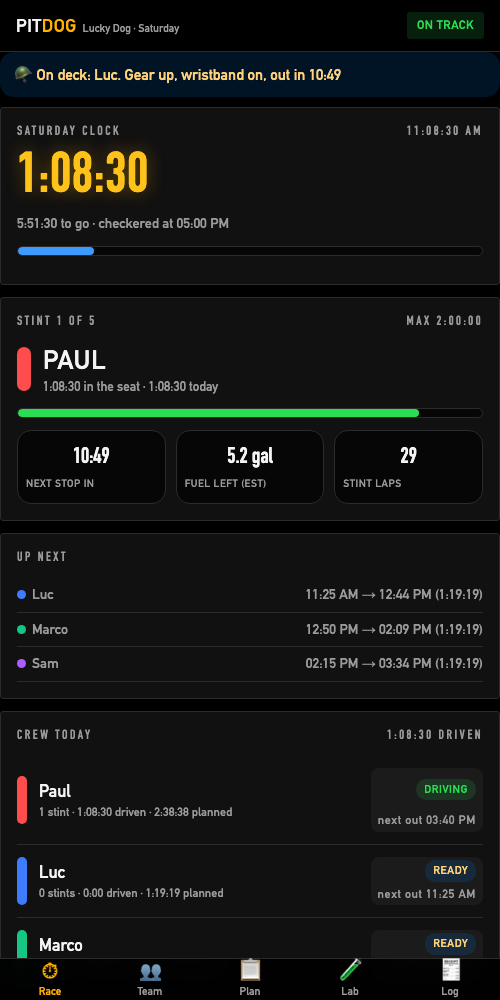 PITDOG Lucky Dog · Saturday
ON TRACK
On deck: Luc. Gear up, wristband on, out in 10:49
SATURDAY CLOCK
11:08:30 AM
1:08:30
5:51:30 to go · checkered at 05:00 PM
STINT 1 OF 5
MAX 2:00:00
PAUL
1:08:30 in the seat · 1:08:30 today
10:49
NEXT STOP IN
5.2 gal
FUEL LEFT (EST)
29
STINT LAPS
UP NEXT
Luc
11:25 AM → 12:44 PM (1:19:19)
Marco
12:50 PM → 02:09 PM (1:19:19)
Sam
02:15 PM → 03:34 PM (1:19:19)
CREW TODAY
1:08:30 DRIVEN
Paul
1 stint · 1:08:30 driven · 2:38:38 planned
DRIVING
next out 03:40 PM
Luc
0 stints · 0:00 driven · 1:19:19 planned
READY
next out 11:25 AM
Marco
READY
Race
Team
Plan
Lab
Log